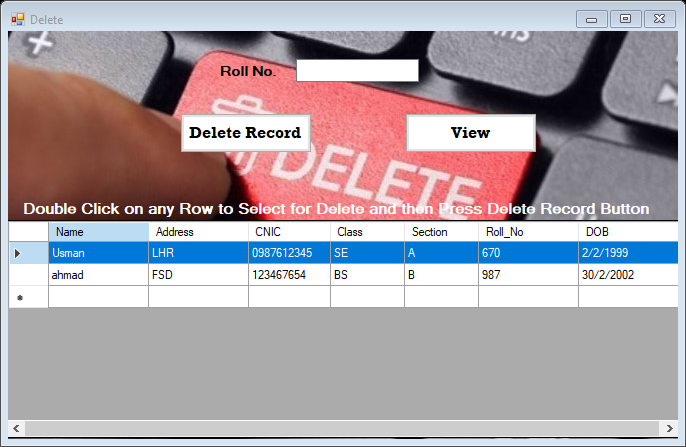 Delete
Roll No.
Delete Record View
DELETE
Double Click on any Row to Select for Delete and then Press Delete Record Button
Name Address CNIC Class Section Roll_No DOB
Usman LHR 0987612345 SE A 670 2/2/1999
ahmad FSD 123467654 BS B 987 30/2/2002